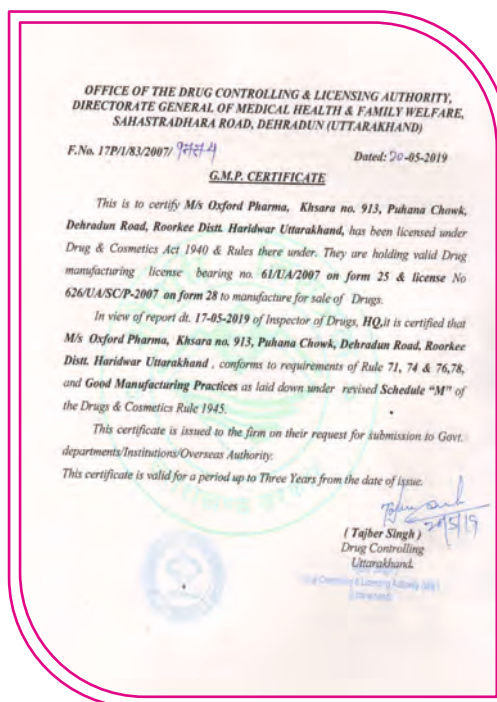 OFFICE OF THE DRUG CONTROLLING & LICENSING AUTHORITY,
DIRECTORATE GENERAL OF MEDICAL HEALTH & FAMILY WELFARE,
SAHASTRADHARA ROAD, DEHRADUN (UTTARAKHAND)
F.No. 17P/1/83/2007/
Dated: 20-05-2019
G.M.P. CERTIFICATE
This is to certify M/s Oxford Pharma, Khsara no. 913, Puhana Chowk,
Dehradun Road, Roorkee Distt. Haridwar Uttarakhand, has been licensed under
Drug & Cosmetics Act 1940 & Rules there under. They are holding valid Drug
manufacturing license bearing no. 61/UA/2007 on form 25 & license No
626/UA/SC/P-2007 on form 28 to manufacture for sale of Drugs.
In view of report dt. 17-05-2019 of Inspector of Drugs, HQ,it is certified that
M/s Oxford Pharma, Khsara no. 913, Puhana Chowk, Dehradun Road, Roorkee
Distt. Haridwar Uttarakhand , conforms to requirements of Rule 71, 74 & 76,78,
and Good Manufacturing Practices as laid down under revised Schedule "M" of
the Drugs & Cosmetics Rule 1945.
This certificate is issued to the firm on their request for submission to Govt.
departments/Institutions/Overseas Authority.
This certificate is valid for a period up to Three Years from the date of issue.
20/5/19
( Tajber Singh )
Drug Controlling
Uttarakhand.